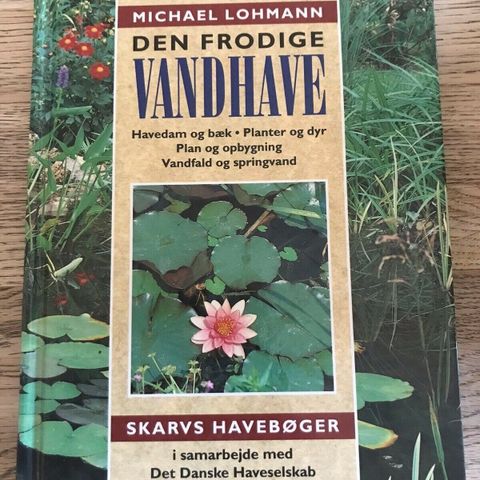 MICHAEL LOHMANN
DEN FRODIGE
VANDHAVE
Havedam og bæk • Planter og dyr
Plan og opbygning
Vandfald og springvand
SKARVS HAVEBØGER
i samarbejde med
Det Danske Haveselskab